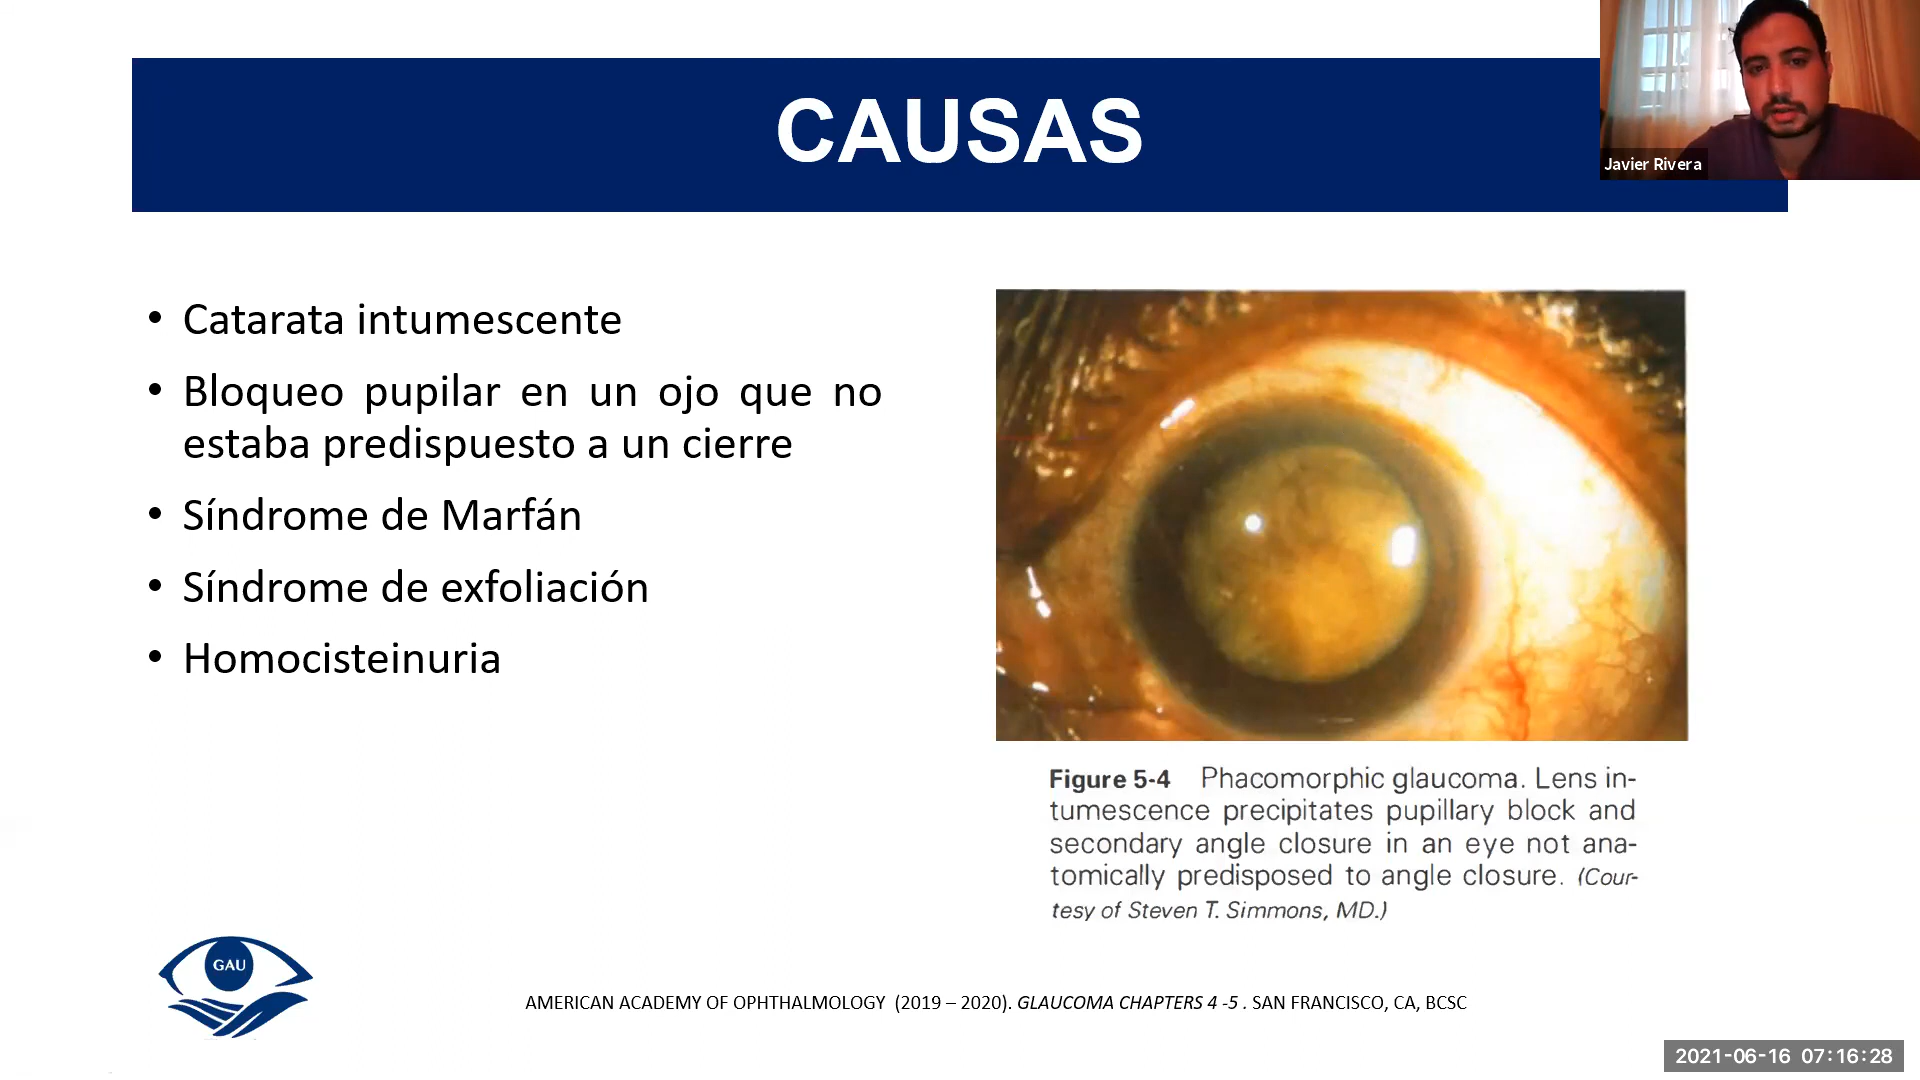 CAUSAS
Javier Rivera
• Catarata intumescente
• Bloqueo pupilar en un ojo que no
estaba predispuesto a un cierre
• Síndrome de Marfán
• Síndrome de exfoliación
• Homocisteinuria
Figure 5-4 Phacomorphic glaucoma. Lens in-
tumescence precipitates pupillary block and
secondary angle closure in an eye not ana-
tomically predisposed to angle closure. (Cour-
tesy of Steven T. Simmons, MD.)
GAU
AMERICAN ACADEMY OF OPHTHALMOLOGY (2019 – 2020). GLAUCOMA CHAPTERS 4 -5 . SAN FRANCISCO, CA, BCSC
2021-06-16 07:16:28